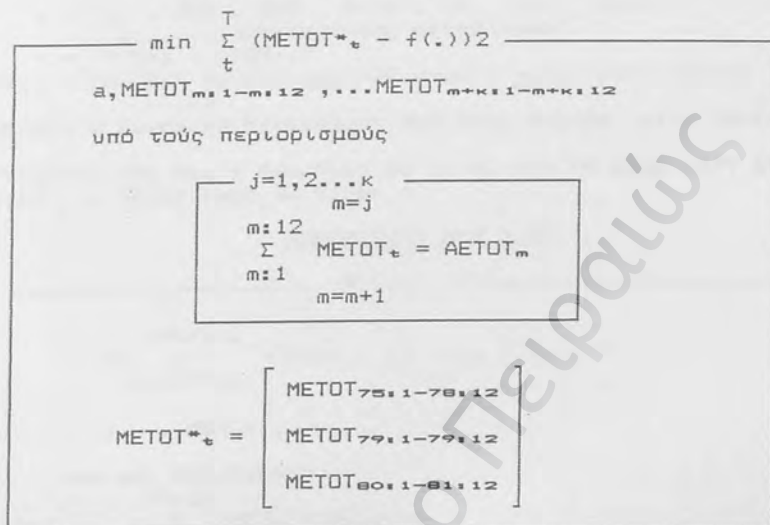 T
min Σ (METOT*t - f(.))2
t
a,METOTm:1-m:12 ,...METOTm+κ:1-m+κ:12
υπό τούς περιορισμούς
j=1,2...κ
m=j
m:12
Σ METOTt = AETOTm
m:1
m=m+1
METOT75:1-78:12
METOT*t = METOT79:1-79:12
METOT80:1-81:12
ο Πειραιώς